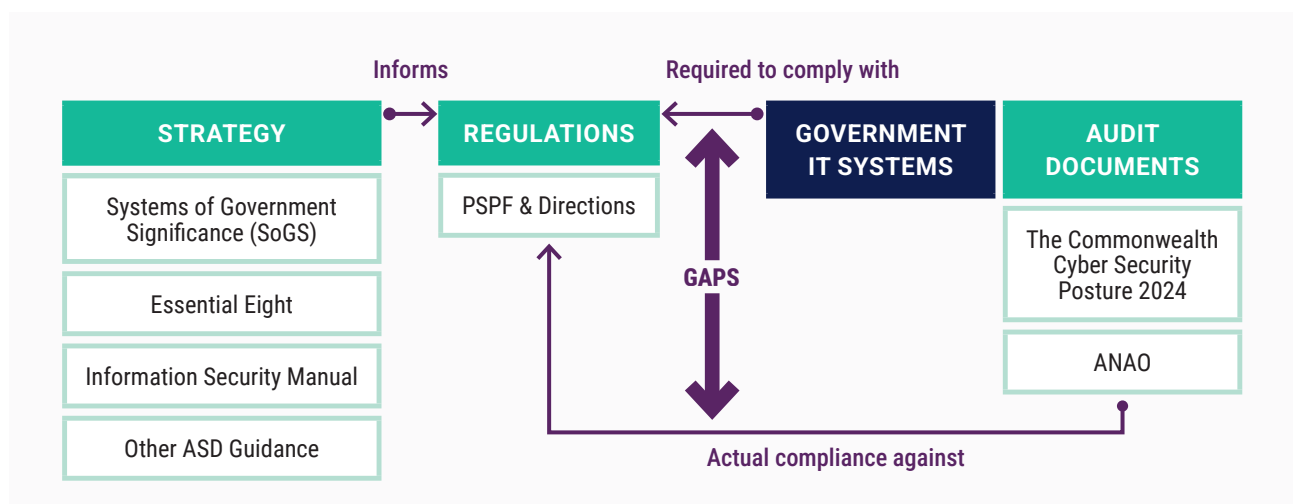 Informs
Required to comply with
STRATEGY
REGULATIONS
GOVERNMENT
IT SYSTEMS
AUDIT
DOCUMENTS
Systems of Government
Significance (SoGS)
Essential Eight
Information Security Manual
Other ASD Guidance
PSPF & Directions
GAPS
The Commonwealth
Cyber Security
Posture 2024
ANAO
Actual compliance against